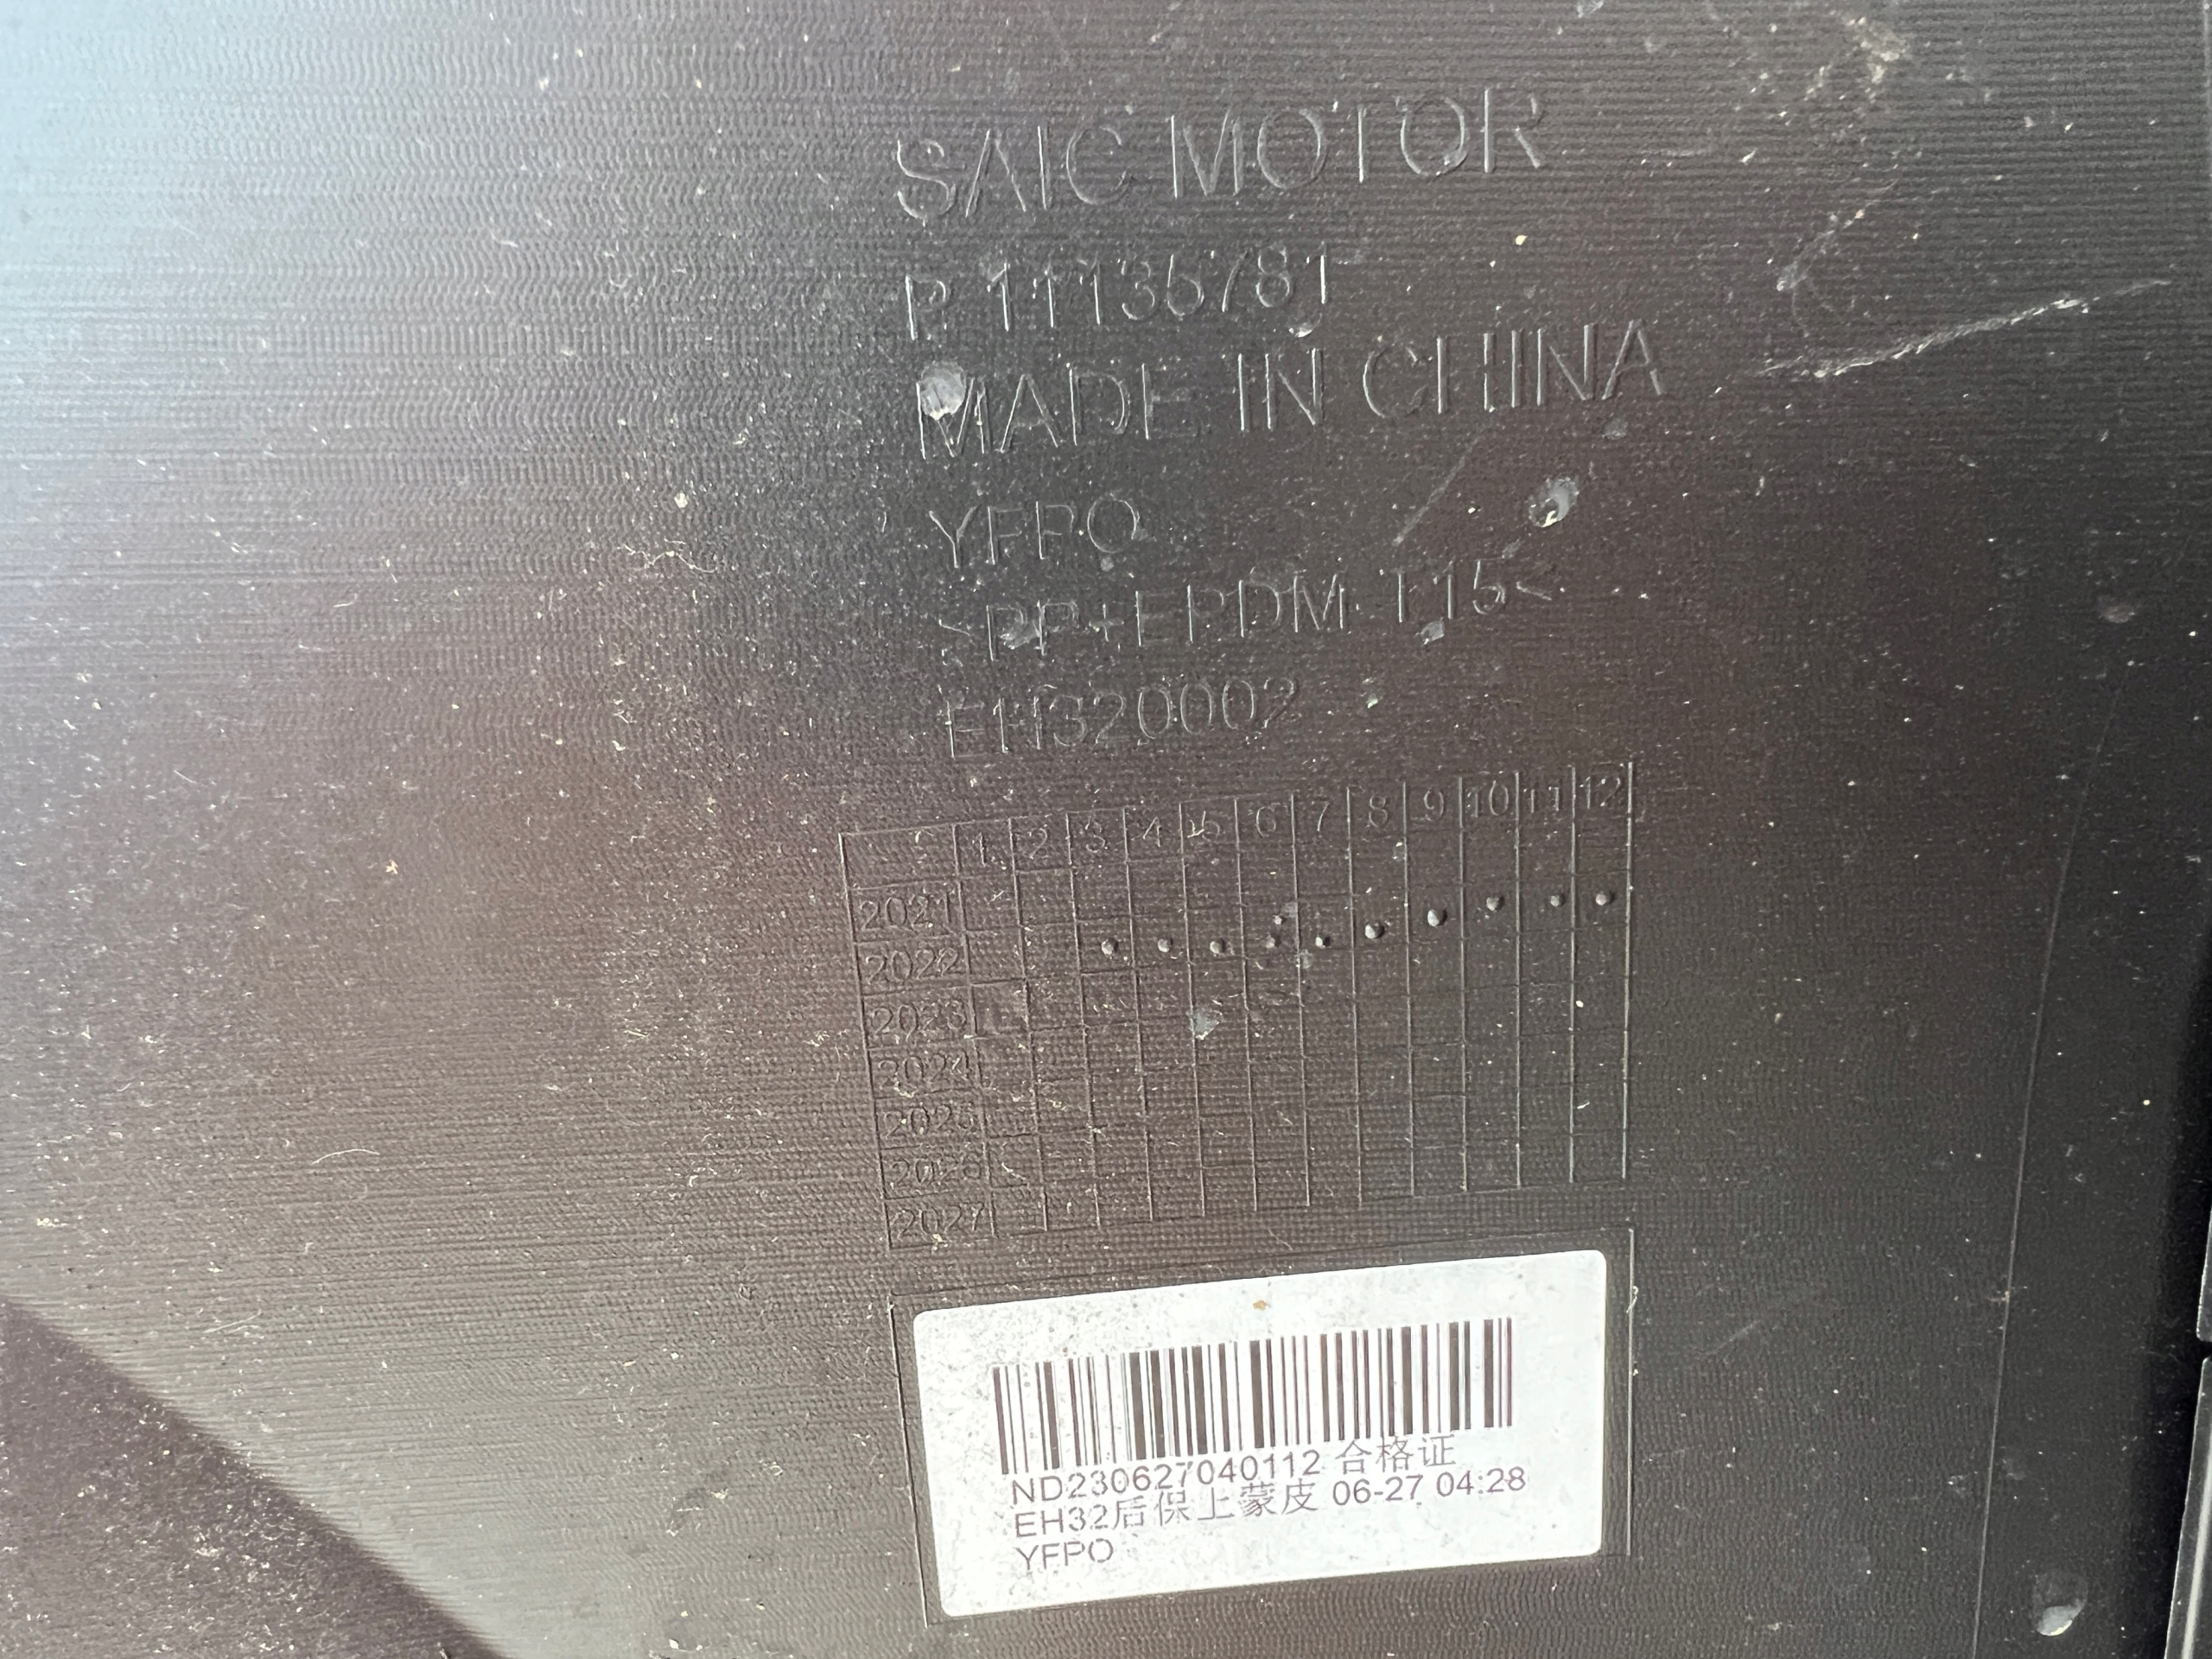 SAIC MOTOR
P 11136781
MADE IN CHINA
YFPO
>PP+EPDM-T15<
EH320002
1 2 3 4 5 6 7 8 9 10 11 12
2021
2022
2023
2024
2025
2026
2027
ND230627040112 合格证
EH32后保上蒙皮 06-27 04:28
YFPO